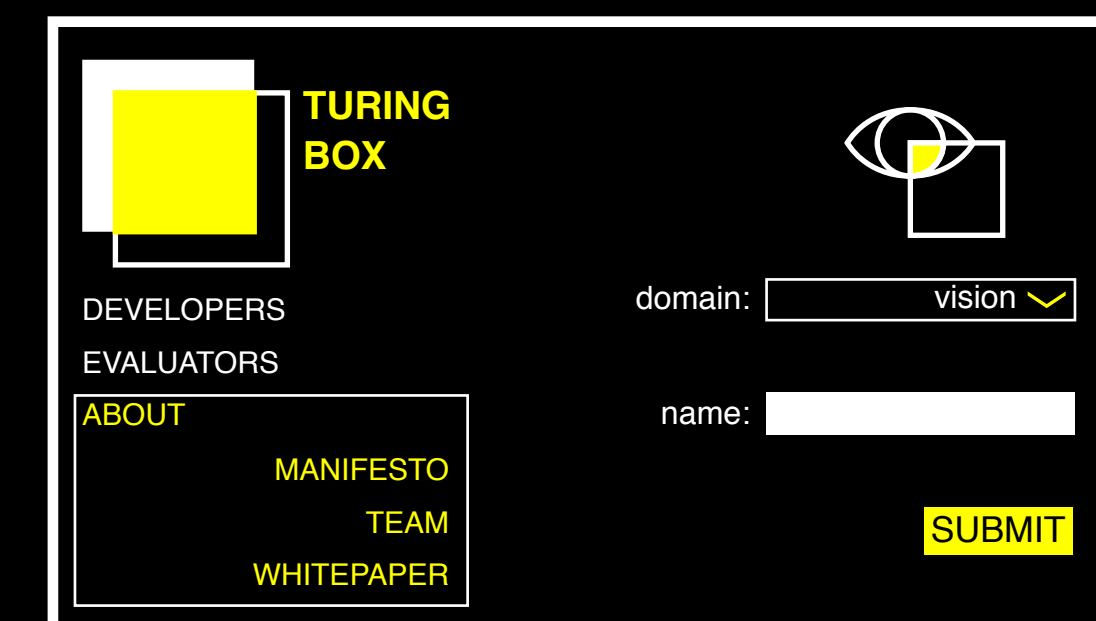 TURING
BOX
DEVELOPERS
EVALUATORS
ABOUT
MANIFESTO
TEAM
WHITEPAPER
domain: vision
name:
SUBMIT